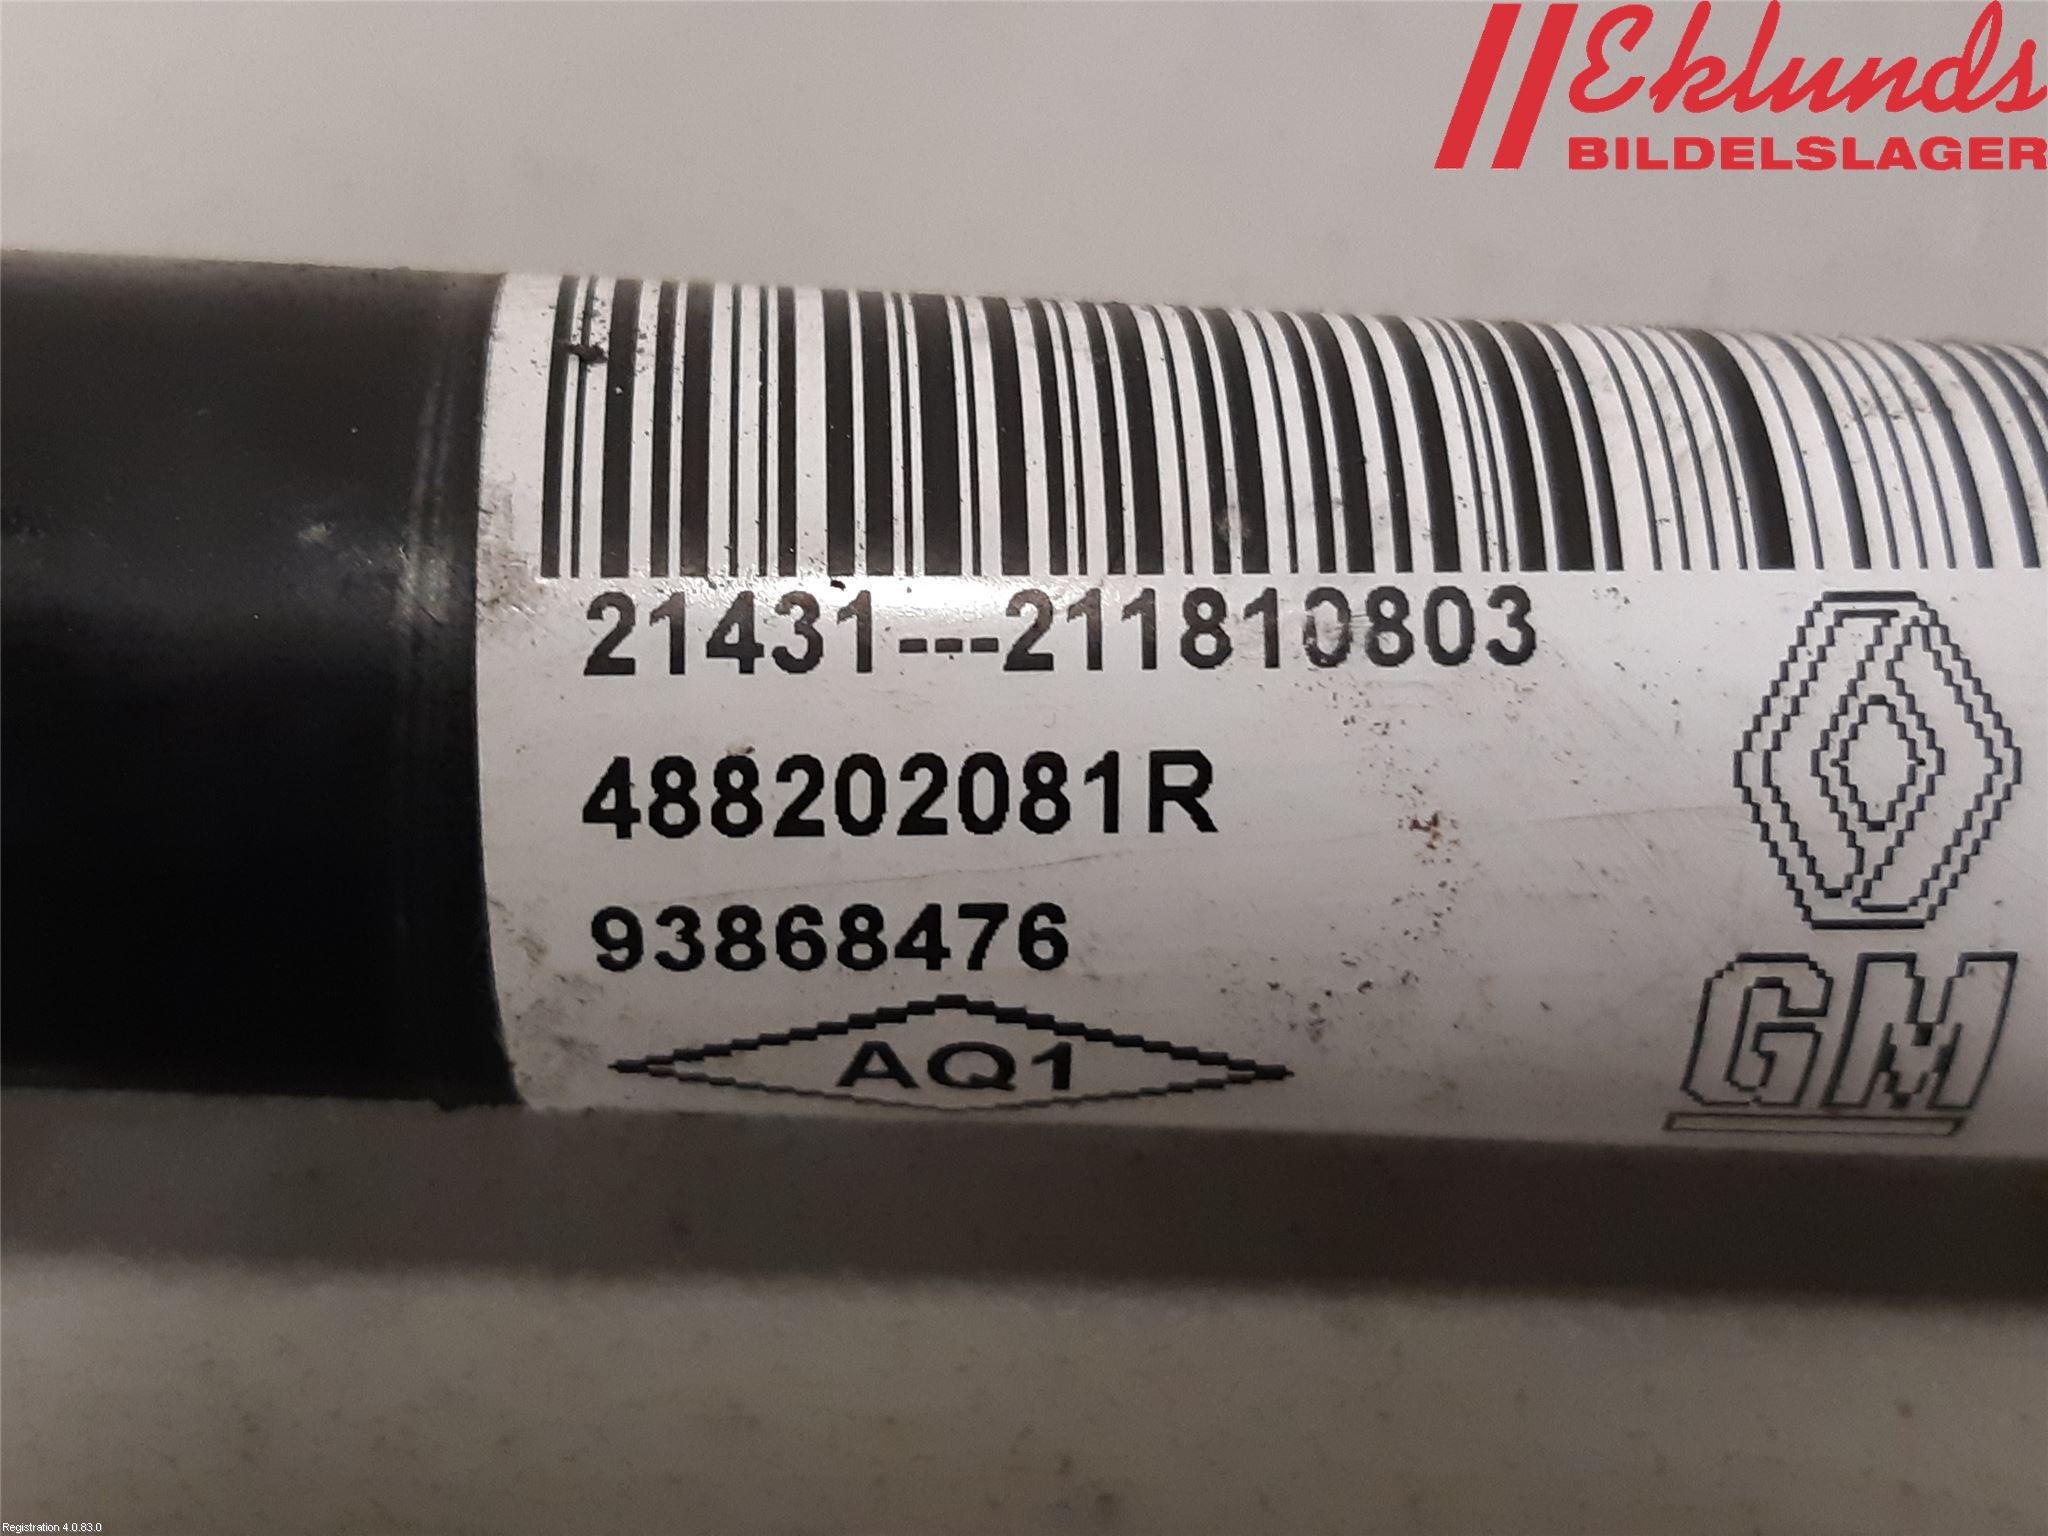 Eklunds
BILDELSLAGER
21431---211810803
488202081R
93868476
AQ1
GM
Registration 4.0.83.0